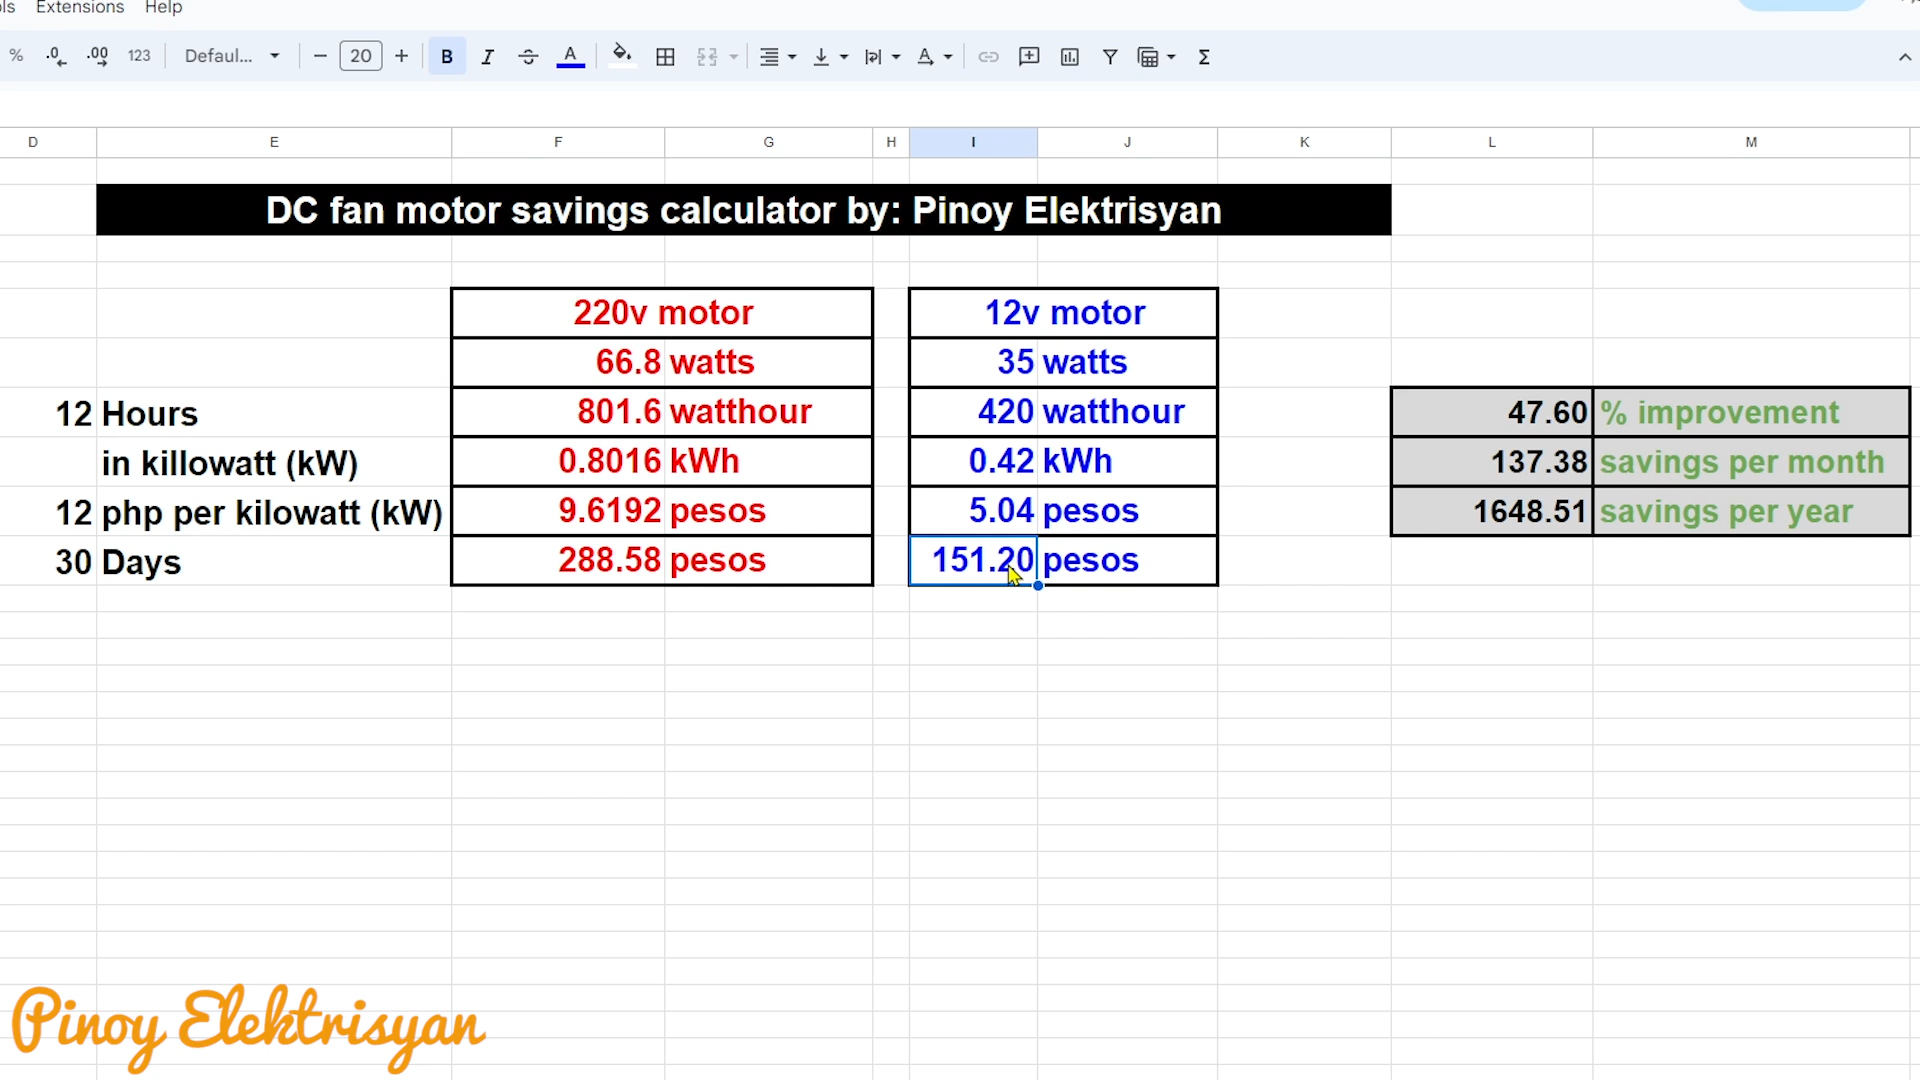 ls Extensions Help
% .0 .00 123 Defaul... − 20 + B I A A Σ
D E F G H I J K L M
DC fan motor savings calculator by: Pinoy Elektrisyan
220v motor 12v motor
66.8 watts 35 watts
12 Hours 801.6 watthour 420 watthour 47.60 % improvement
in killowatt (kW) 0.8016 kWh 0.42 kWh 137.38 savings per month
12 php per kilowatt (kW) 9.6192 pesos 5.04 pesos 1648.51 savings per year
30 Days 288.58 pesos 151.20 pesos
Pinoy Elektrisyan